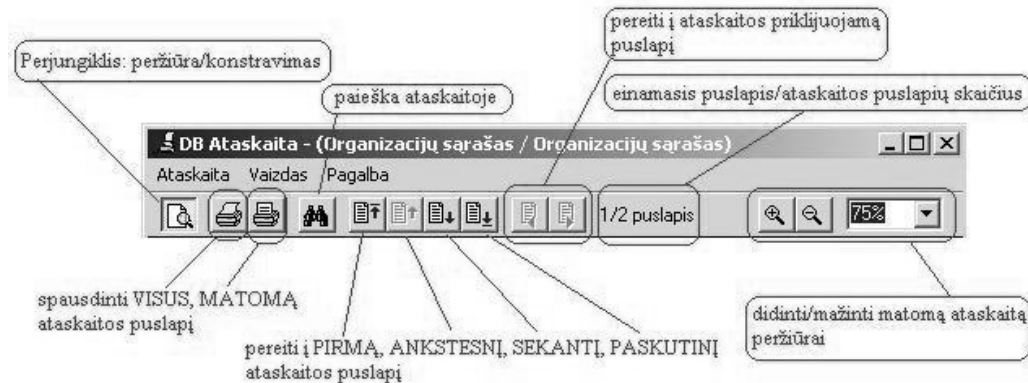 pereiti į ataskaitos priklijuojamą
puslapį
Perjungiklis: peržiūra/konstravimas
paieška ataskaitoje
einamasis puslapis/ataskaitos puslapių skaičius
DB Ataskaita - (Organizacijų sąrašas / Organizacijų sąrašas)
Ataskaita Vaizdas Pagalba
1/2 puslapis
75%
spausdinti VISUS, MATOMĄ
ataskaitos puslapį
pereiti į PIRMĄ, ANKSTESNĮ, SEKANTĮ, PASKUTINĮ
ataskaitos puslapį
didinti/mažinti matomą ataskaitą
peržiūrai